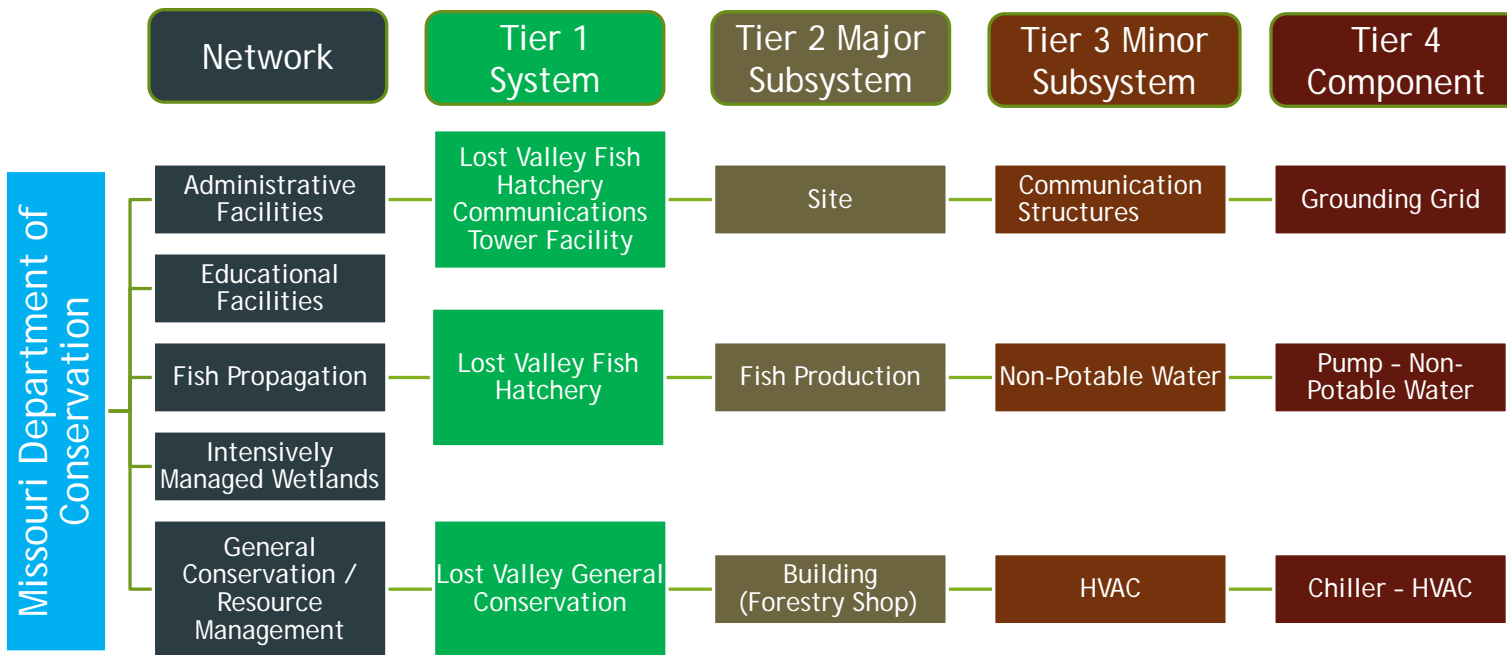 Network
Tier 1
System
Tier 2 Major
Subsystem
Tier 3 Minor
Subsystem
Tier 4
Component
Missouri Department of
Conservation
Administrative
Facilities
Lost Valley Fish
Hatchery
Communications
Tower Facility
Site
Communication
Structures
Grounding Grid
Educational
Facilities
Fish Propagation
Lost Valley Fish
Hatchery
Fish Production
Non-Potable Water
Pump – Non-
Potable Water
Intensively
Managed Wetlands
General
Conservation /
Resource
Management
Lost Valley General
Conservation
Building
(Forestry Shop)
HVAC
Chiller – HVAC